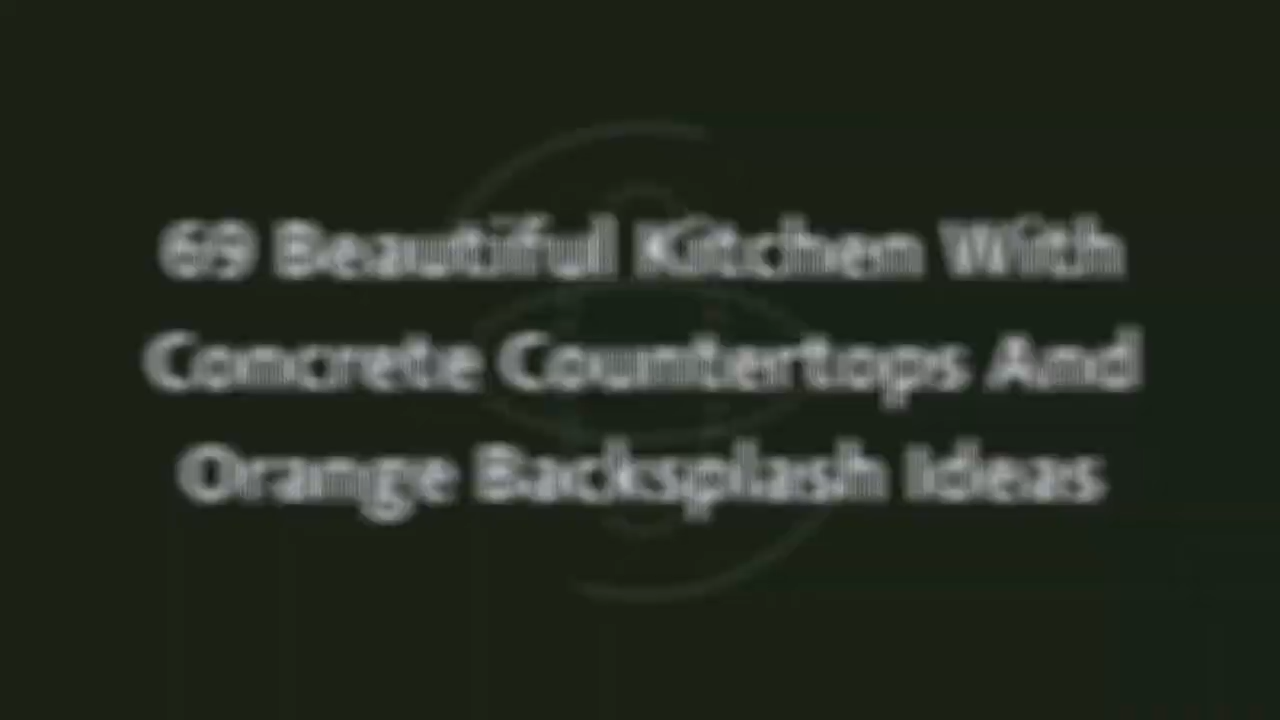 69 Beautiful Kitchen With
Concrete Countertops And
Orange Backsplash Ideas